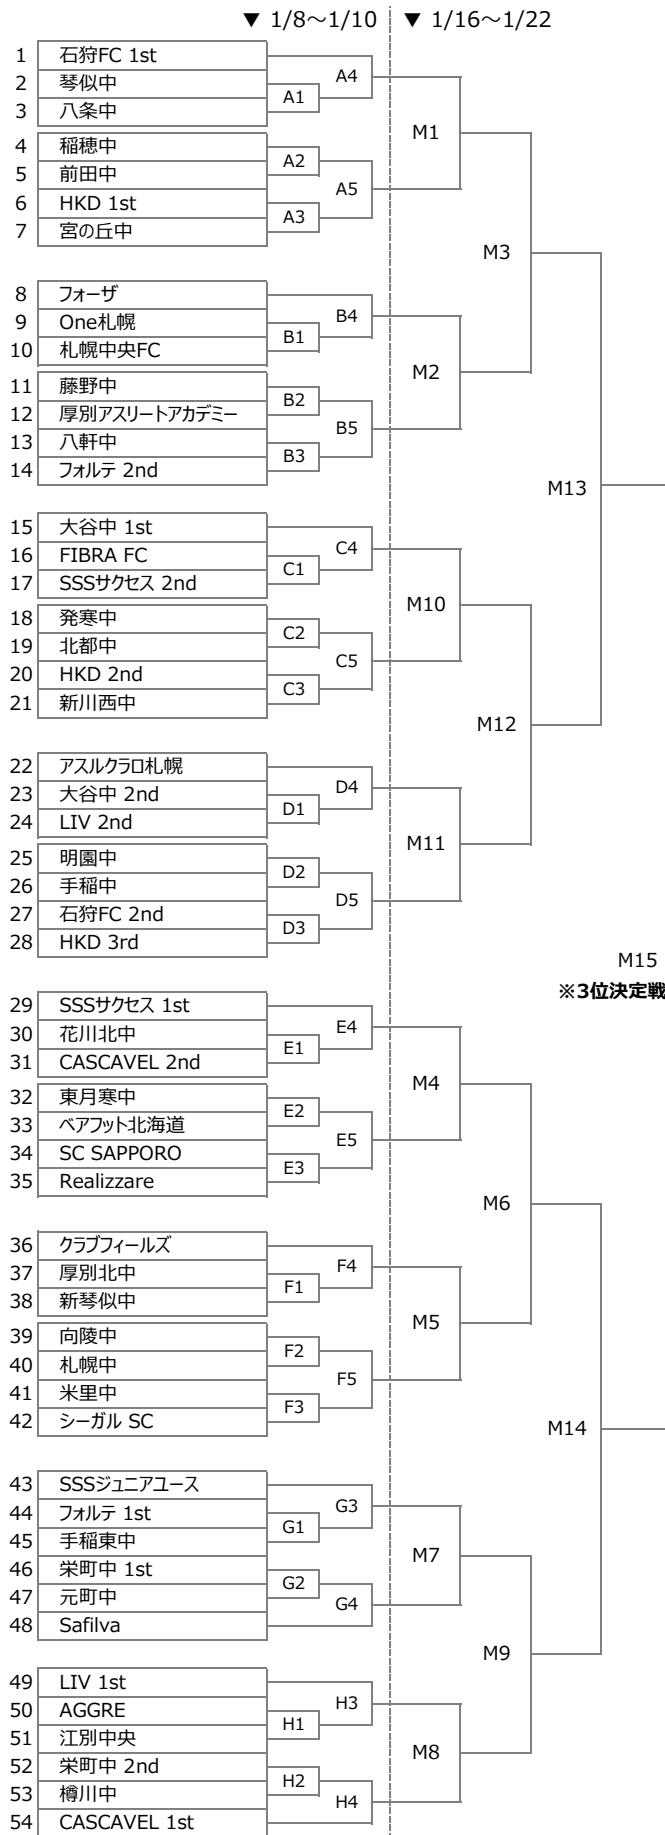 ▼ 1/8～1/10 ▼ 1/16～1/22
1 石狩FC 1st
A4
2 琴似中
A1
3 八条中
M1
4 稲穂中
A2
5 前田中
A5
6 HKD 1st
A3
7 宮の丘中
M3
8 フォーザ
B4
9 One札幌
B1
10 札幌中央FC
M2
11 藤野中
B2
12 厚別アスリートアカデミー
B5
13 八軒中
B3
14 フォルテ 2nd
M13
15 大谷中 1st
C4
16 FIBRA FC
C1
17 SSSサクセス 2nd
M10
18 発寒中
C2
19 北都中
C5
20 HKD 2nd
C3
21 新川西中
M12
22 アスルクラロ札幌
D4
23 大谷中 2nd
D1
24 LIV 2nd
M11
25 明園中
D2
26 手稲中
D5
27 石狩FC 2nd
D3
28 HKD 3rd
M15
※3位決定戦
29 SSSサクセス 1st
E4
30 花川北中
E1
31 CASCAVEL 2nd
M4
32 東月寒中
E2
33 ベアフット北海道
E5
34 SC SAPPORO
E3
35 Realizzare
M6
36 クラブフィールズ
F4
37 厚別北中
F1
38 新琴似中
M5
39 向陵中
F2
40 札幌中
F5
41 米里中
F3
42 シーガル SC
M14
43 SSSジュニアユース
G3
44 フォルテ 1st
G1
45 手稲東中
M7
46 栄町中 1st
G2
47 元町中
G4
48 Safilva
M9
49 LIV 1st
H3
50 AGGRE
H1
51 江別中央
M8
52 栄町中 2nd
H2
53 樽川中
H4
54 CASCAVEL 1st